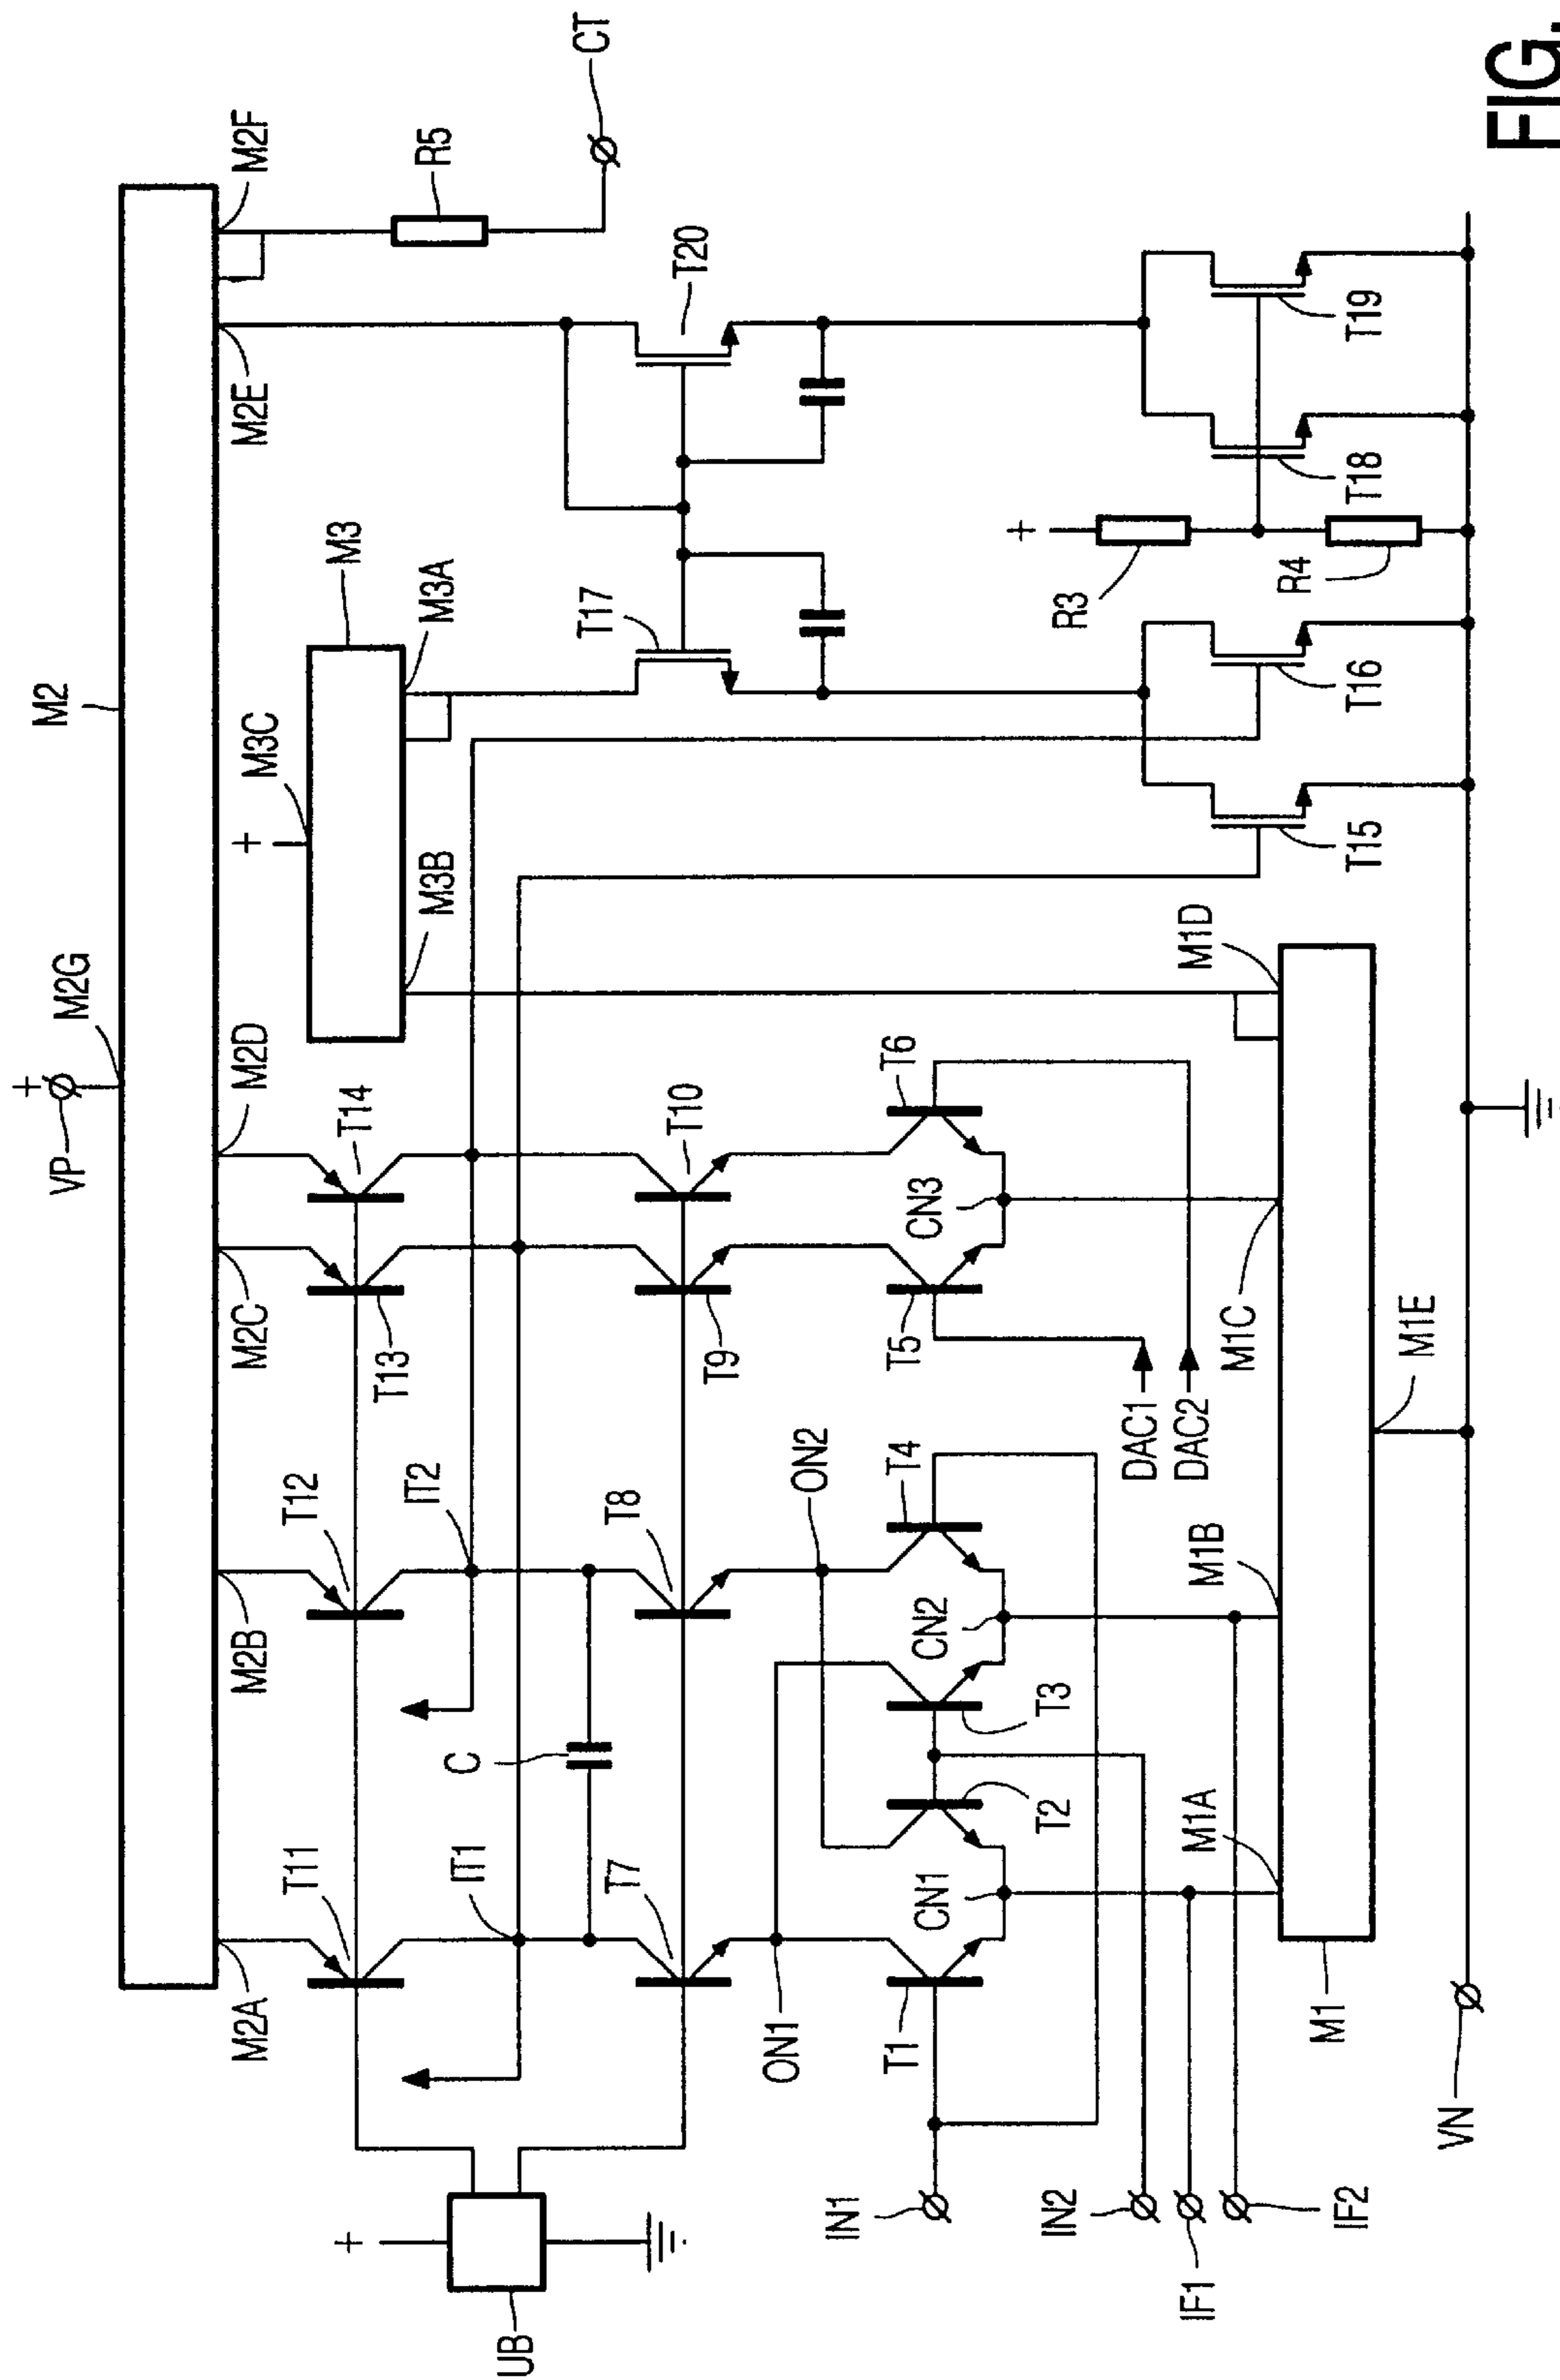 +
VP
M2G
M2
M2A
M2B
M2C
M2D
M2E
M2F
+
M3C
M3
T11
T12
T13
T14
M3B
M3A
R5
+
UB
IT1
C
IT2
CT
T7
T8
T9
T10
T17
T20
ON1
ON2
IN1
T1
CN1
T2
T3
CN2
T4
T5
CN3
T6
+
R3
IN2
DAC1
DAC2
IF1
IF2
M1A
M1B
M1C
M1D
R4
M1
M1E
T15
T16
T18
T19
VN
FIG.